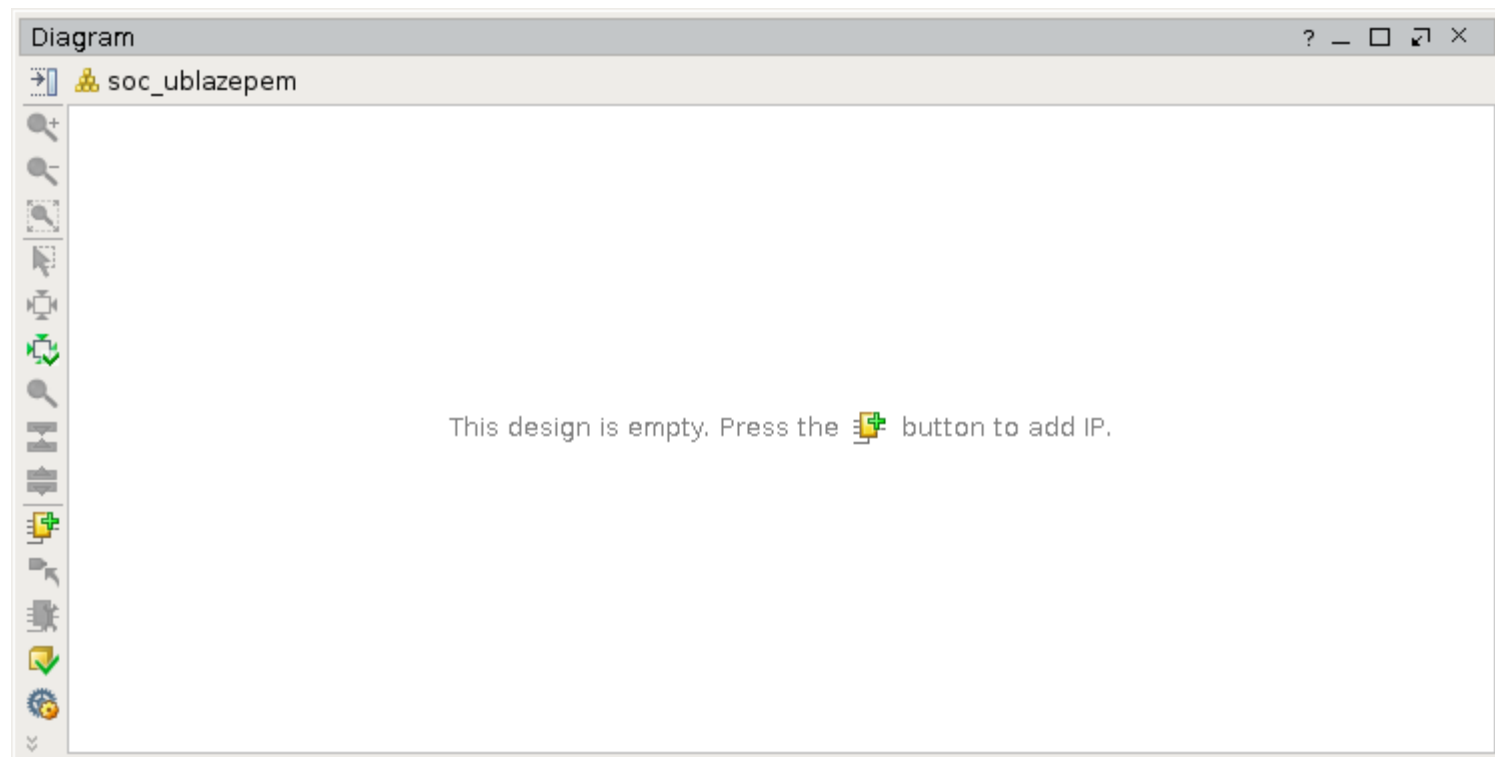 Diagram
soc_ublazepem
This design is empty. Press the button to add IP.